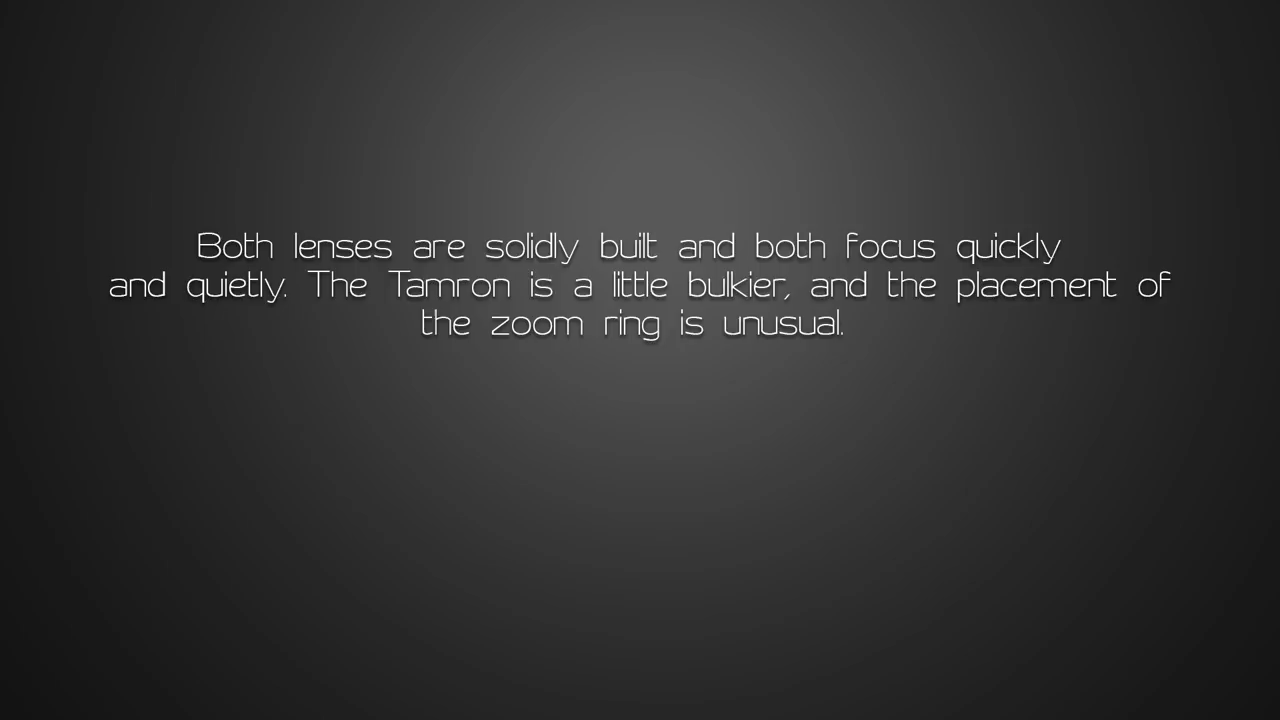 Both lenses are solidly built and both focus quickly
and quietly. The Tamron is a little bulkier, and the placement of
the zoom ring is unusual.